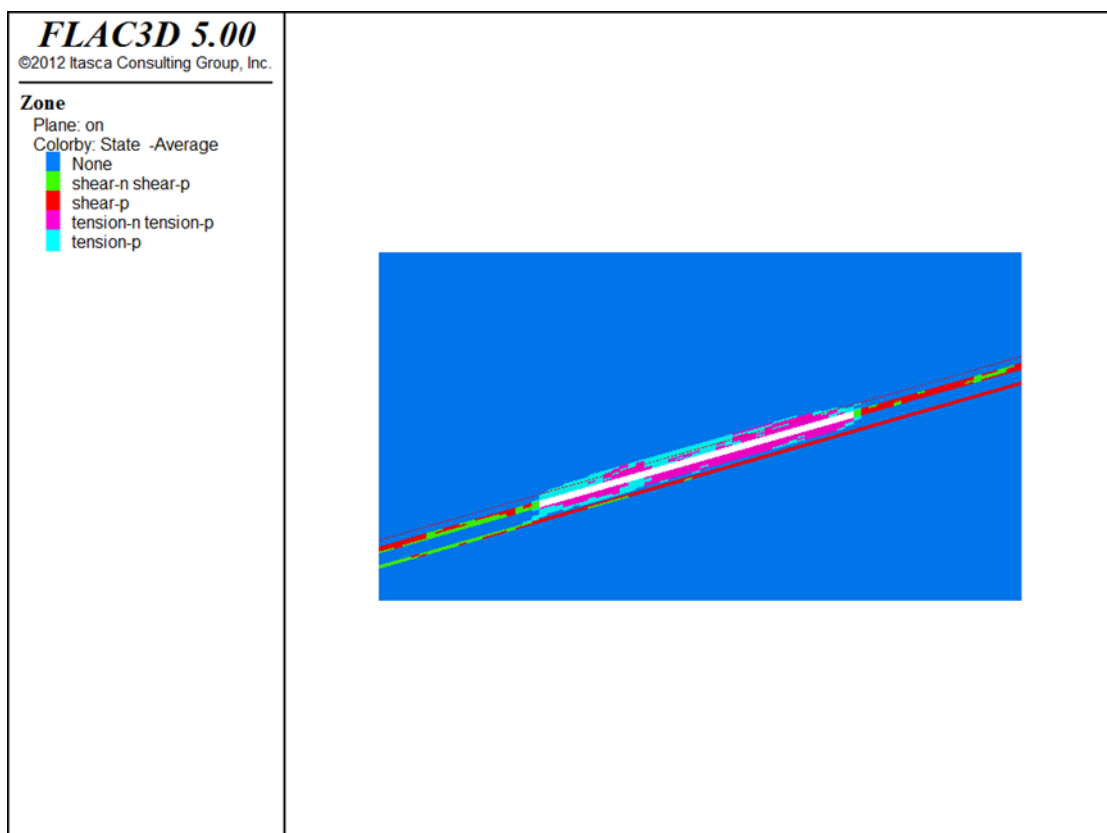 FLAC3D 5.00
©2012 Itasca Consulting Group, Inc.
Zone
Plane: on
Colorby: State -Average
None
shear-n shear-p
shear-p
tension-n tension-p
tension-p